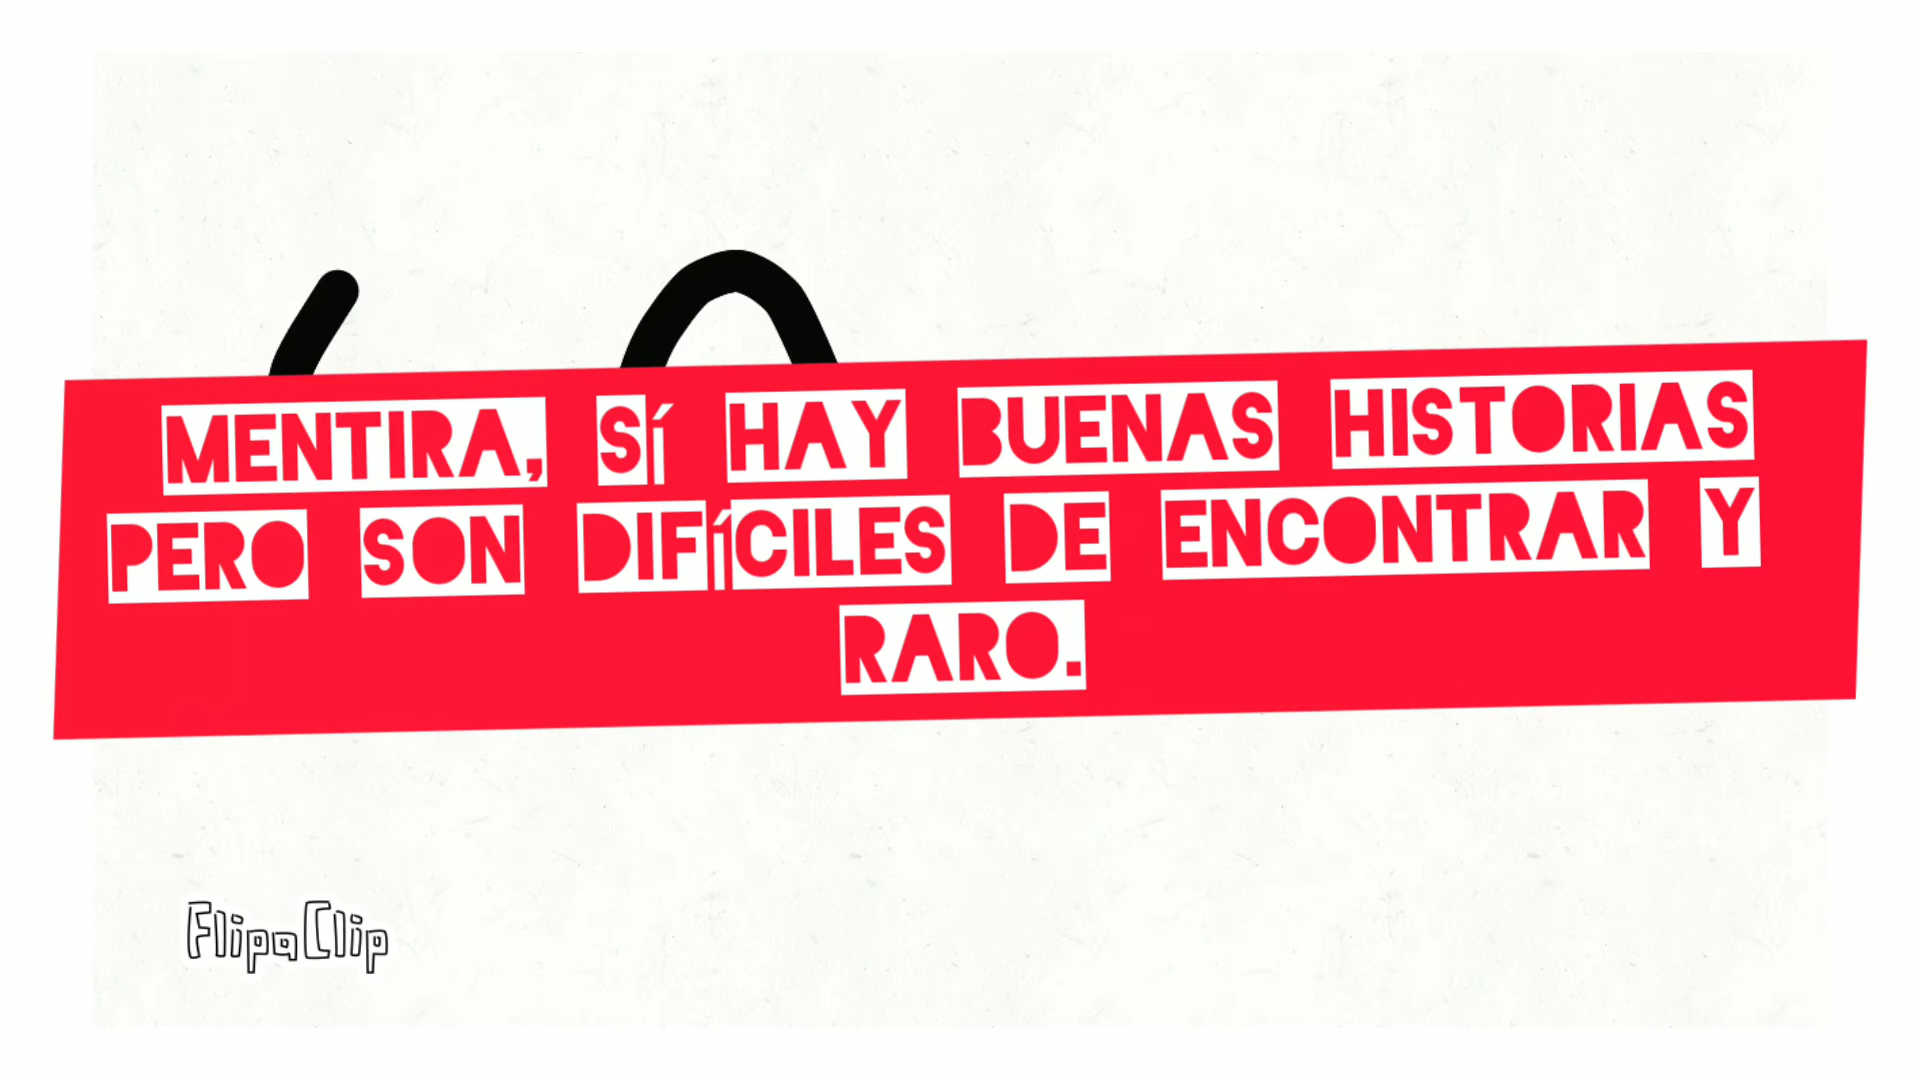 MENTIRA, Sí HAY BUENAS HISTORIAS
PERO SON DIFíCILES DE ENCONTRAR Y
RARO.
FlipaClip